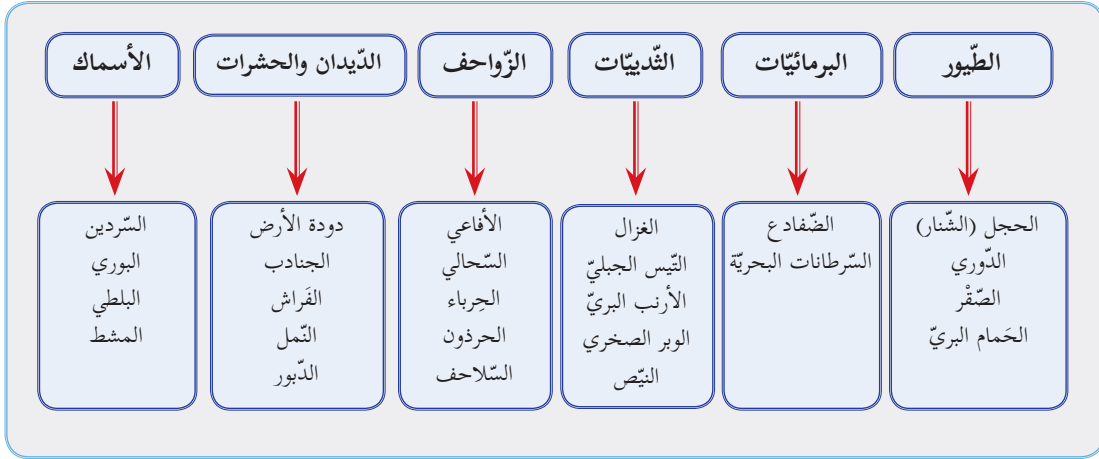 الطّيور
الحجل (الشّنار)
الدّوري
الصّقْر
الحَمام البريّ
البرمائيّات
الضّفادع
السّرطانات البحريّة
الثّدييّات
الغزال
التّيس الجبليّ
الأرنب البريّ
الوبر الصخري
النيّص
الزّواحف
الأفاعي
السّحالي
الحِرباء
الحرذون
السّلاحف
الدّيدان والحشرات
دودة الأرض
الجنادب
الفَراش
النّمل
الدّبور
الأسماك
السّردين
البوري
البلطي
المشط